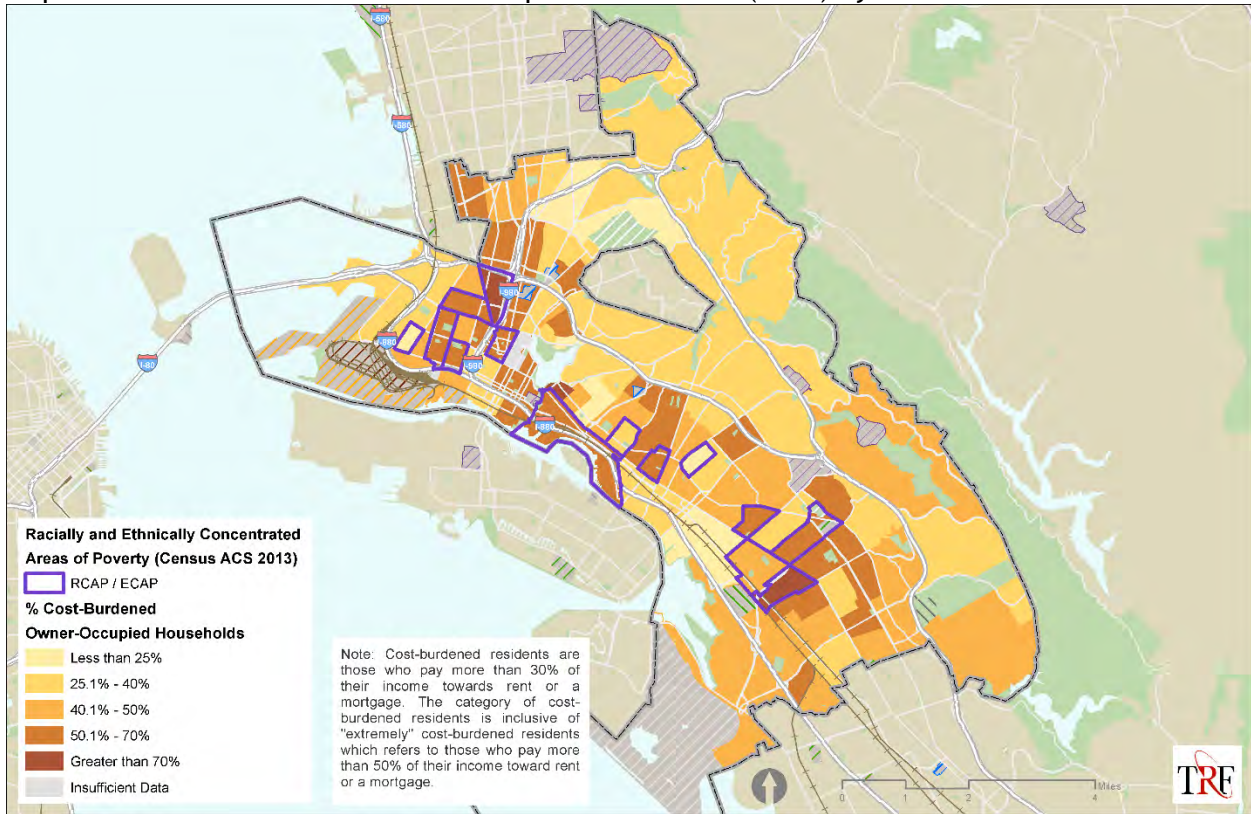 I-580
I-580
I-980
I-880
I-80
I-980
I-880
Racially and Ethnically Concentrated
Areas of Poverty (Census ACS 2013)
RCAP / ECAP
% Cost-Burdened
Owner-Occupied Households
Less than 25%
25.1% - 40%
40.1% - 50%
50.1% - 70%
Greater than 70%
Insufficient Data
Note: Cost-burdened residents are
those who pay more than 30% of
their income towards rent or a
mortgage. The category of cost-
burdened residents is inclusive of
"extremely" cost-burdened residents
which refers to those who pay more
than 50% of their income toward rent
or a mortgage.
Miles
0 1 2 4
TRF